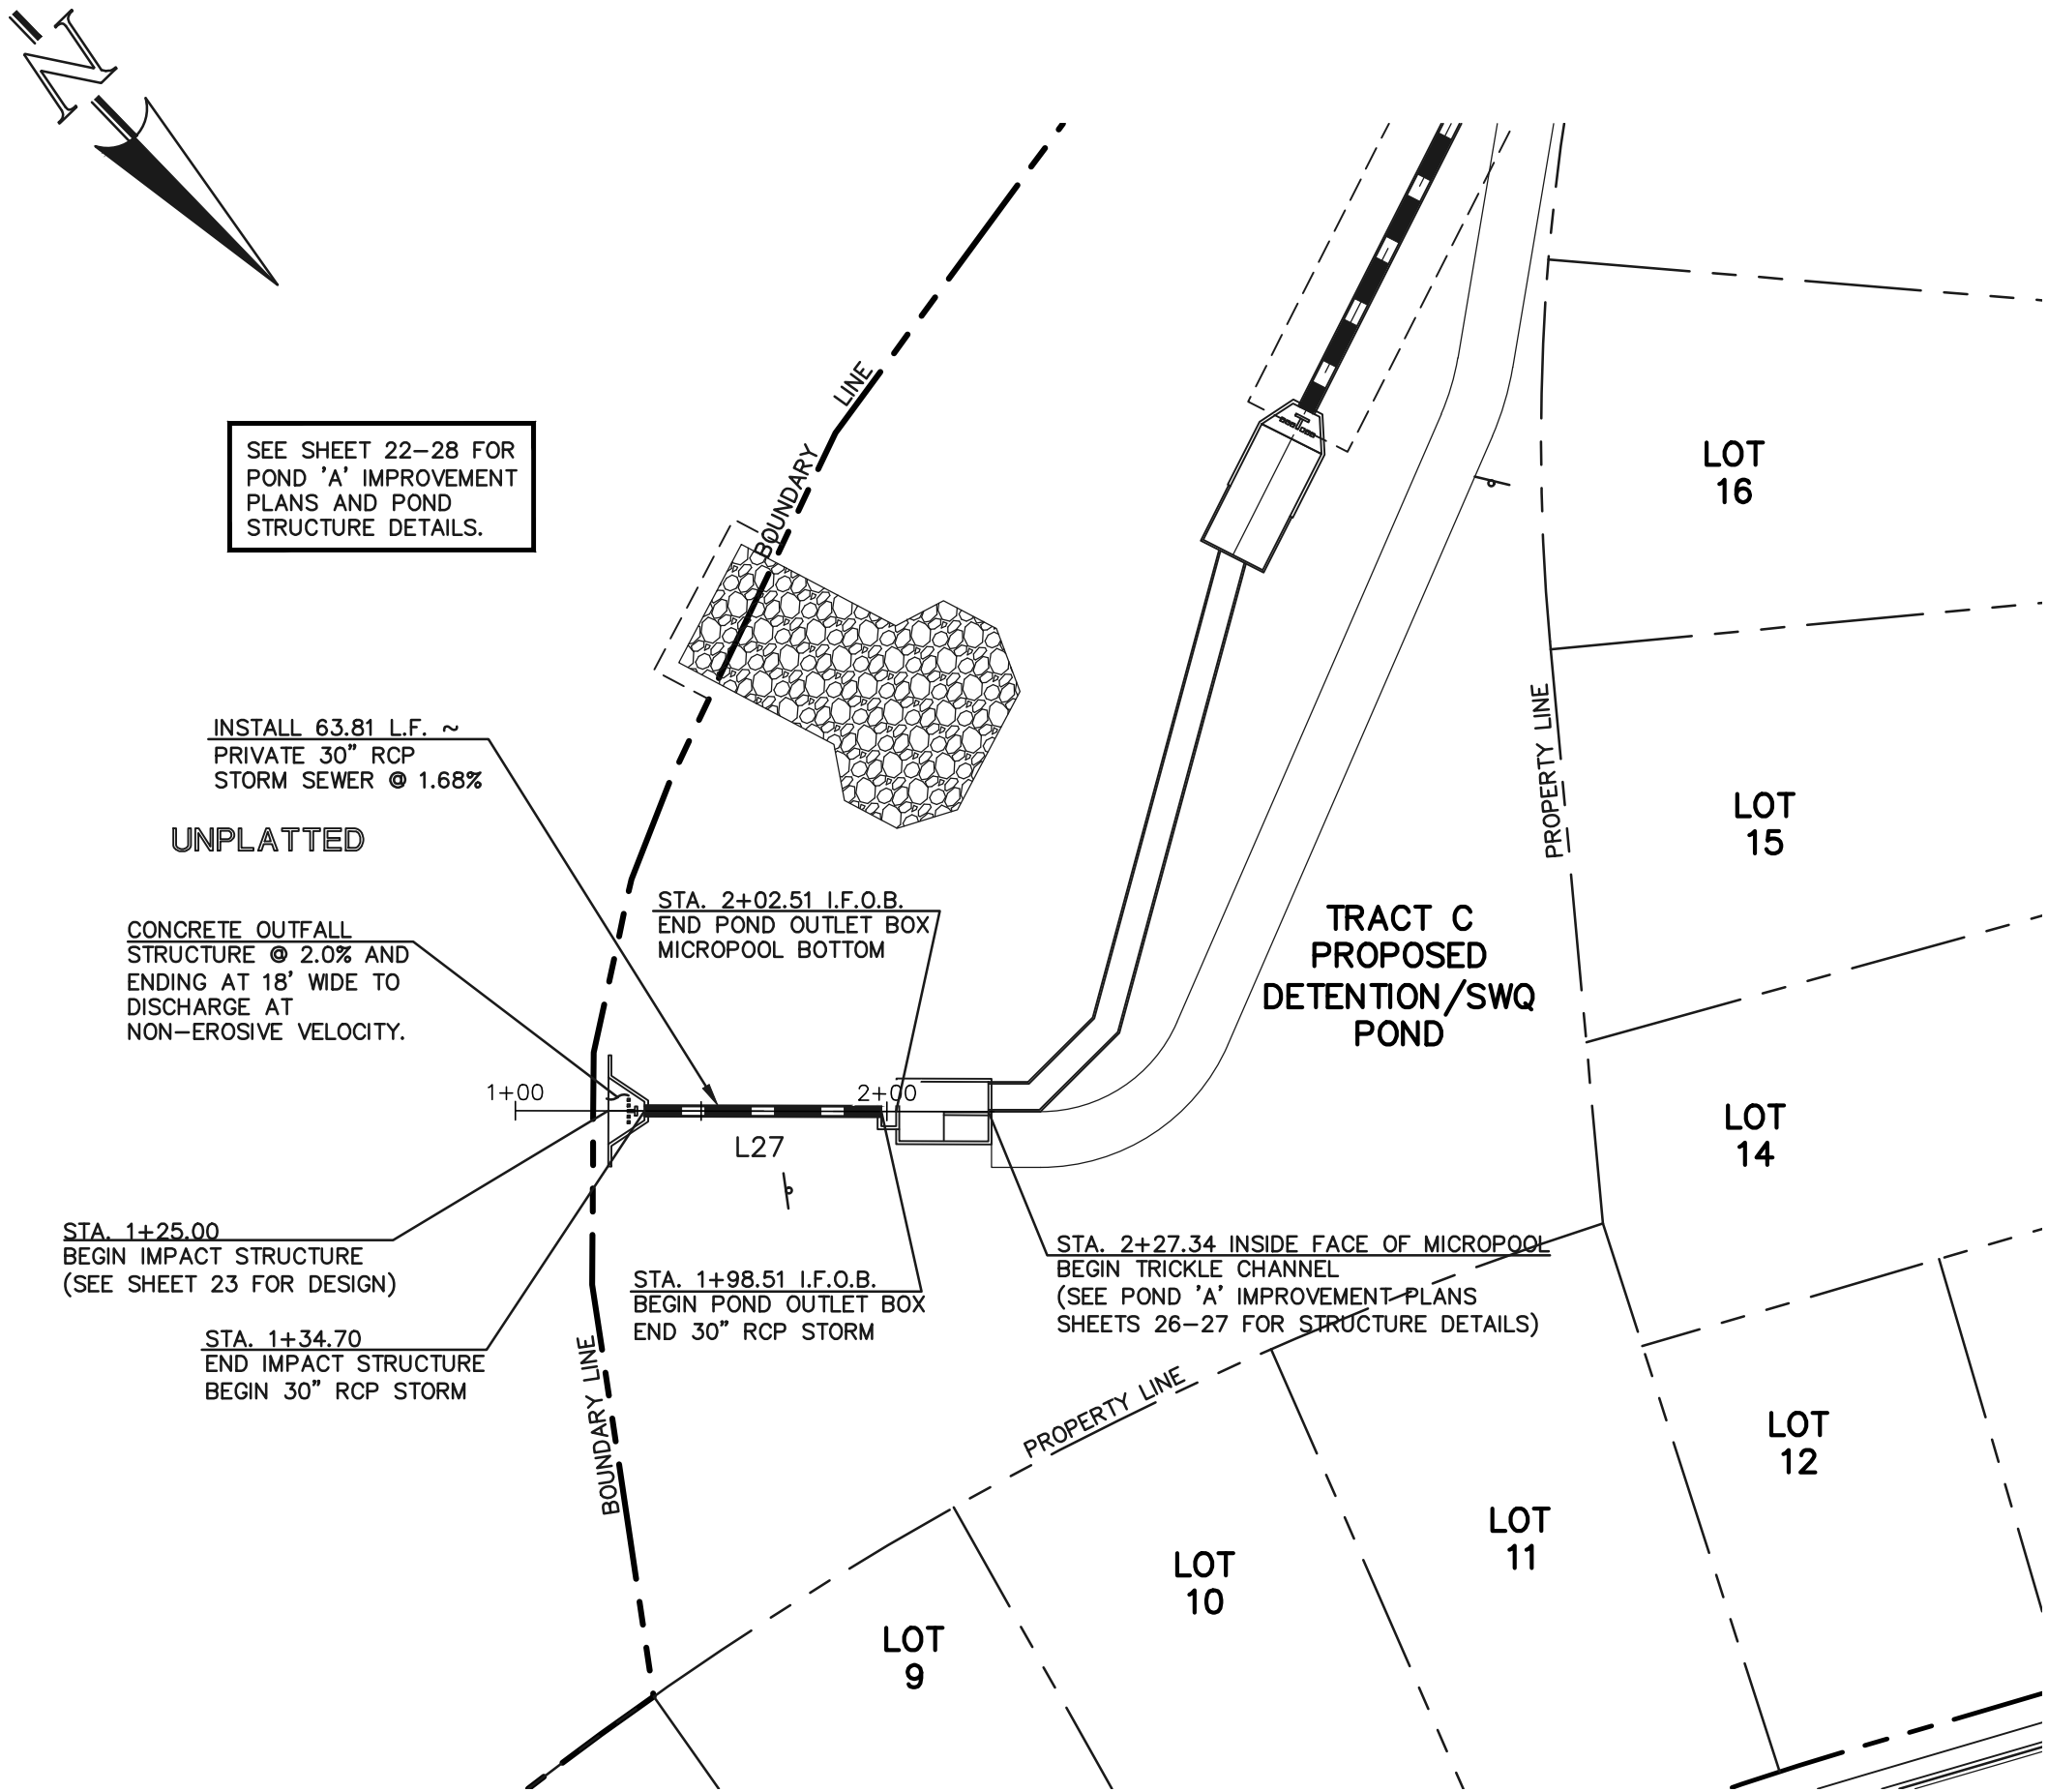 N
SEE SHEET 22-28 FOR
POND 'A' IMPROVEMENT
PLANS AND POND
STRUCTURE DETAILS.
BOUNDARY LINE
LOT
16
INSTALL 63.81 L.F. ~
PRIVATE 30" RCP
STORM SEWER @ 1.68%
UNPLATTED
PROPERTY LINE
LOT
15
CONCRETE OUTFALL
STRUCTURE @ 2.0% AND
ENDING AT 18' WIDE TO
DISCHARGE AT
NON-EROSIVE VELOCITY.
STA. 2+02.51 I.F.O.B.
END POND OUTLET BOX
MICROPOOL BOTTOM
TRACT C
PROPOSED
DETENTION/SWQ
POND
1+00
2+00
L27
LOT
14
STA. 1+25.00
BEGIN IMPACT STRUCTURE
(SEE SHEET 23 FOR DESIGN)
STA. 1+34.70
END IMPACT STRUCTURE
BEGIN 30" RCP STORM
STA. 1+98.51 I.F.O.B.
BEGIN POND OUTLET BOX
END 30" RCP STORM
STA. 2+27.34 INSIDE FACE OF MICROPOOL
BEGIN TRICKLE CHANNEL
(SEE POND 'A' IMPROVEMENT PLANS
SHEETS 26-27 FOR STRUCTURE DETAILS)
BOUNDARY LINE
PROPERTY LINE
LOT
12
LOT
11
LOT
10
LOT
9